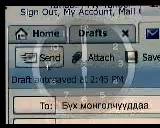 Sign Out, My Account, Mail
Home Drafts ×
Send Attach Save
Draft autosaved at 2:45 PM
To: Бүх монголчууддаа